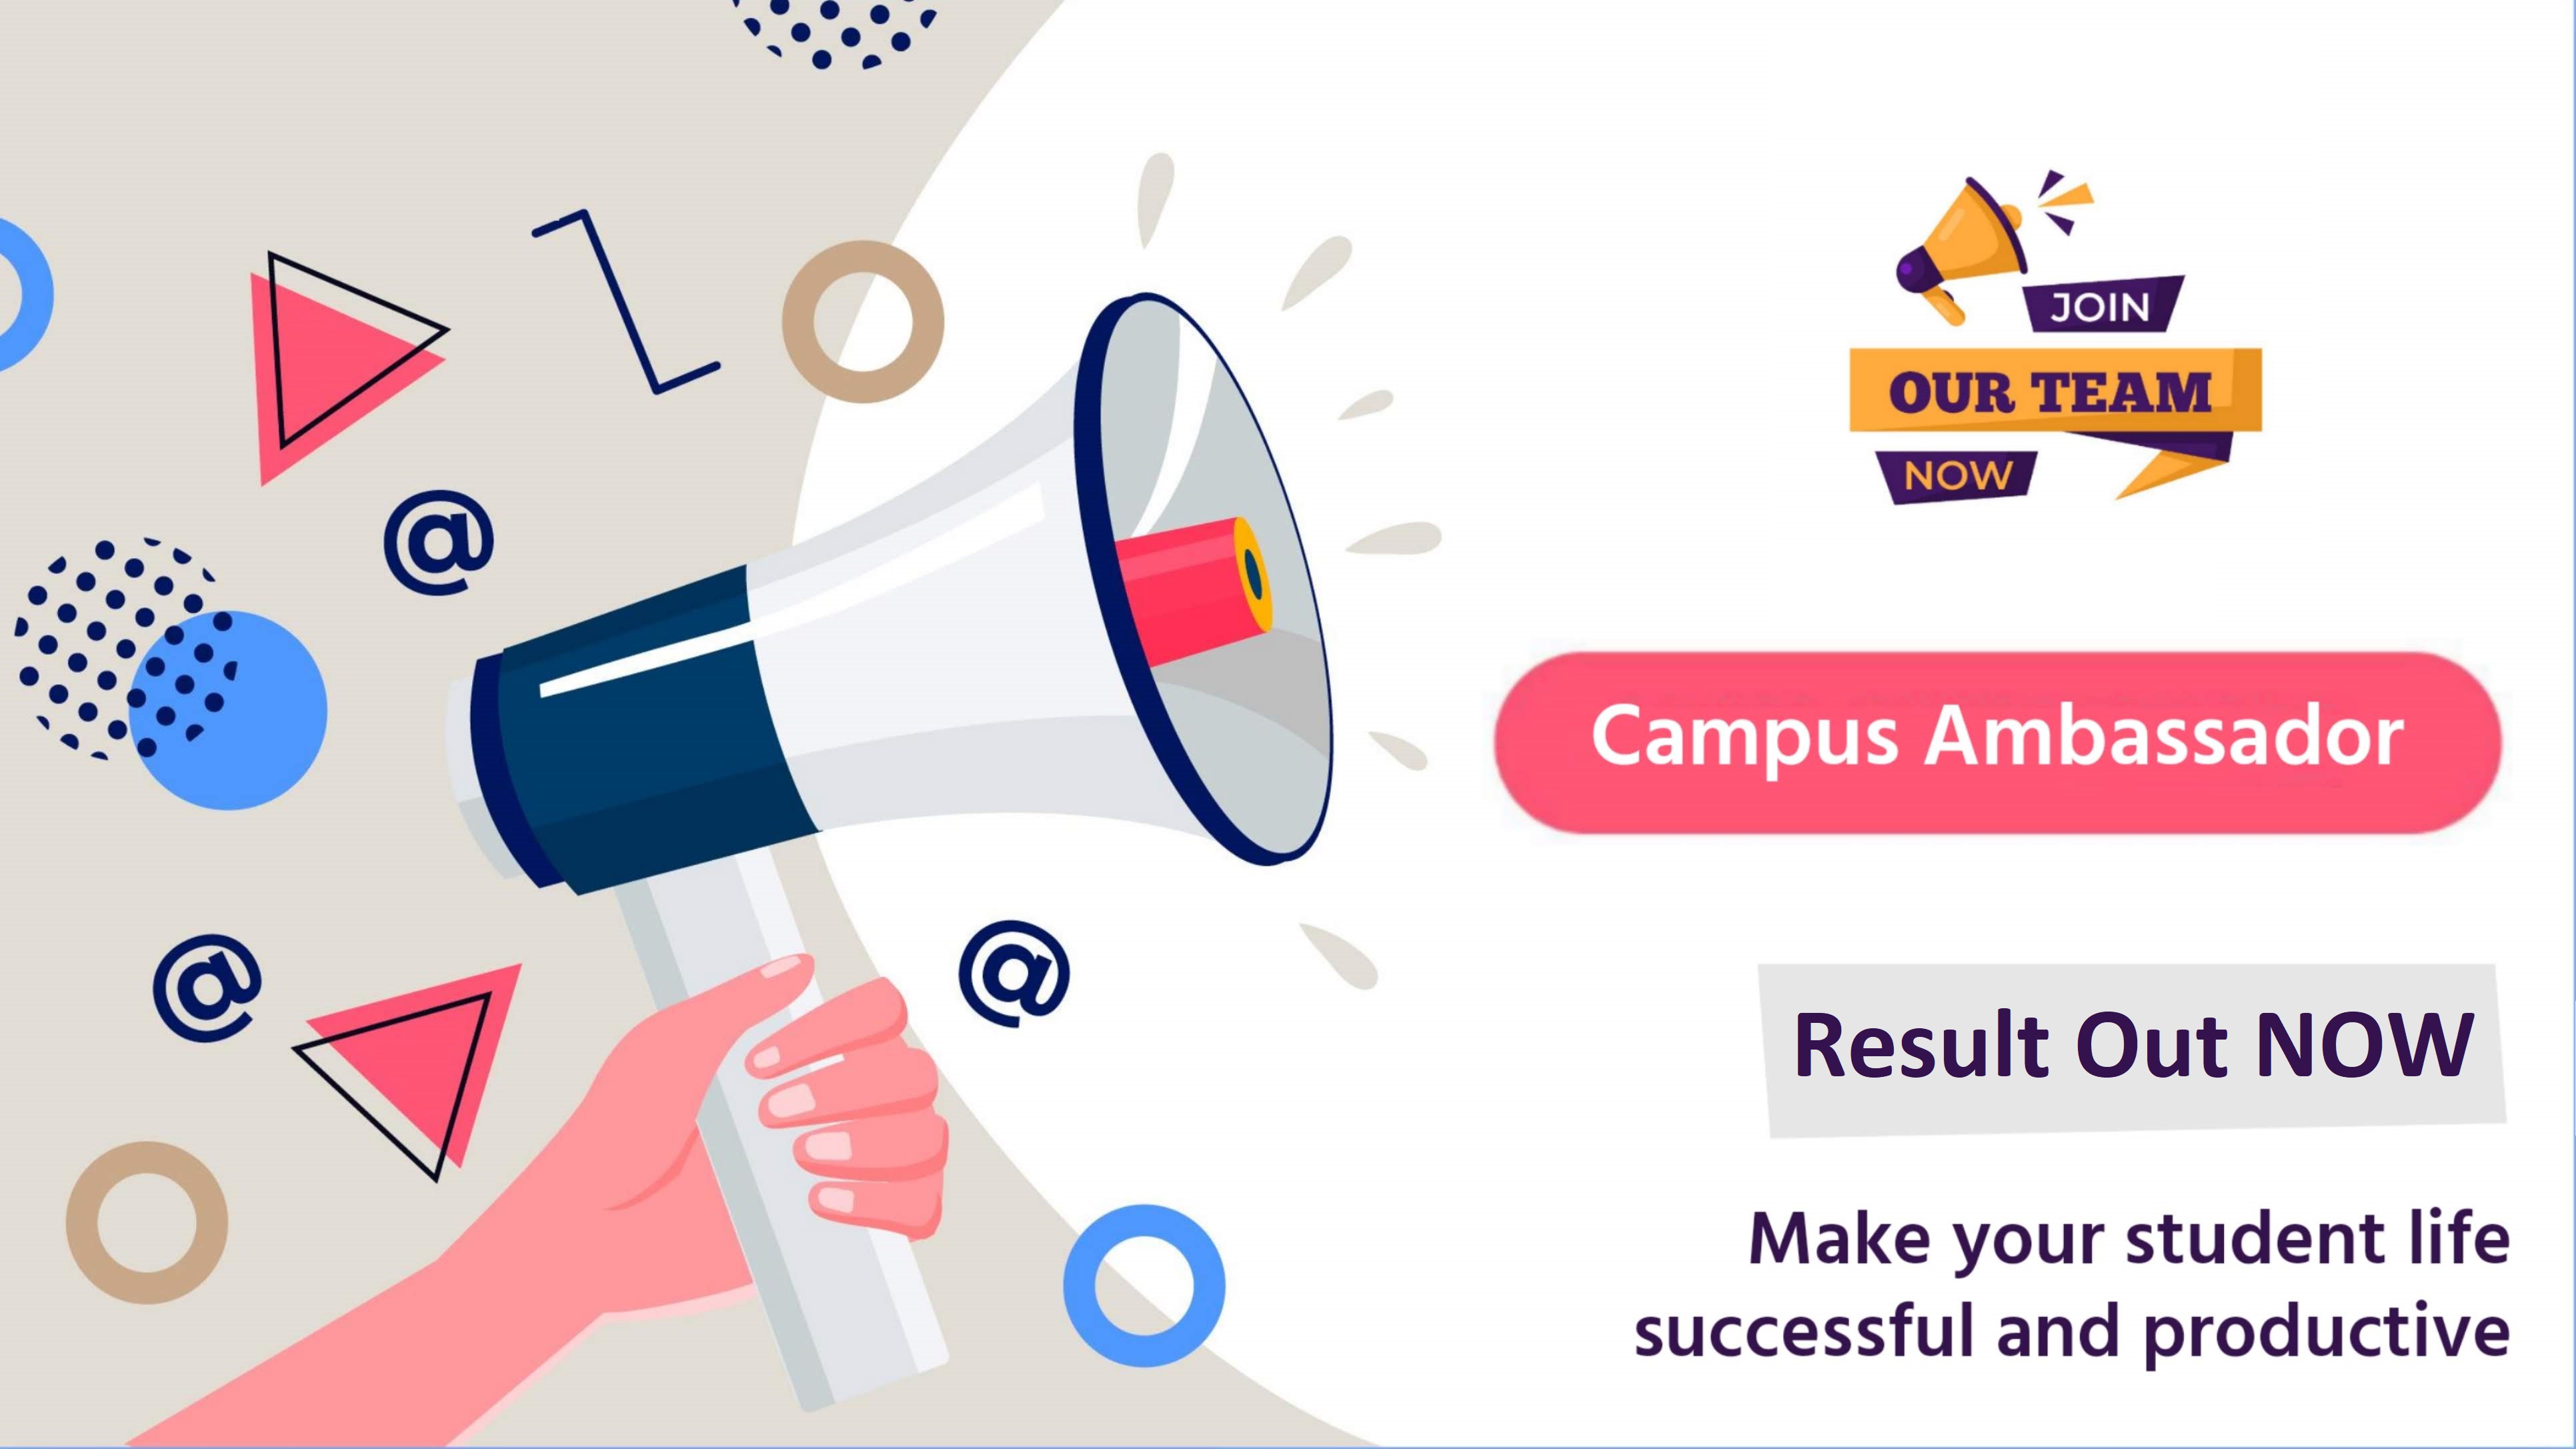 JOIN
OUR TEAM
NOW
Campus Ambassador
Result Out NOW
Make your student life
successful and productive
@
@
@